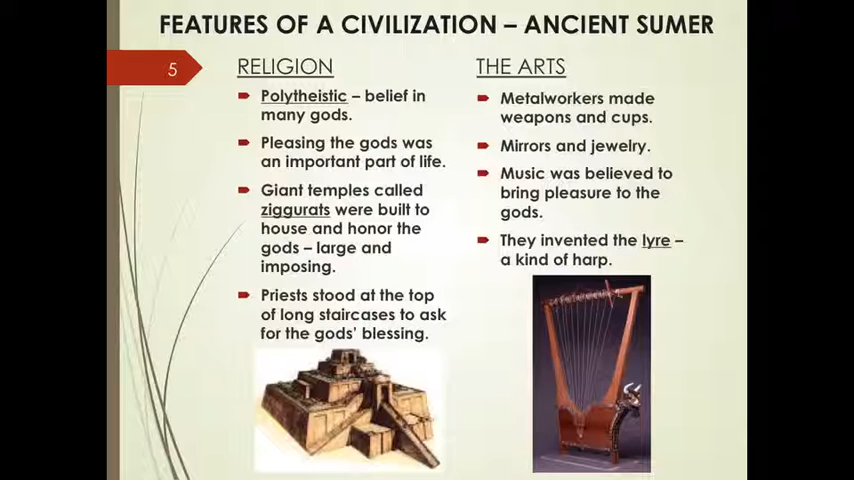 FEATURES OF A CIVILIZATION – ANCIENT SUMER
5
RELIGION
Polytheistic – belief in
many gods.
Pleasing the gods was
an important part of life.
Giant temples called
ziggurats were built to
house and honor the
gods – large and
imposing.
Priests stood at the top
of long staircases to ask
for the gods' blessing.
THE ARTS
Metalworkers made
weapons and cups.
Mirrors and jewelry.
Music was believed to
bring pleasure to the
gods.
They invented the lyre –
a kind of harp.